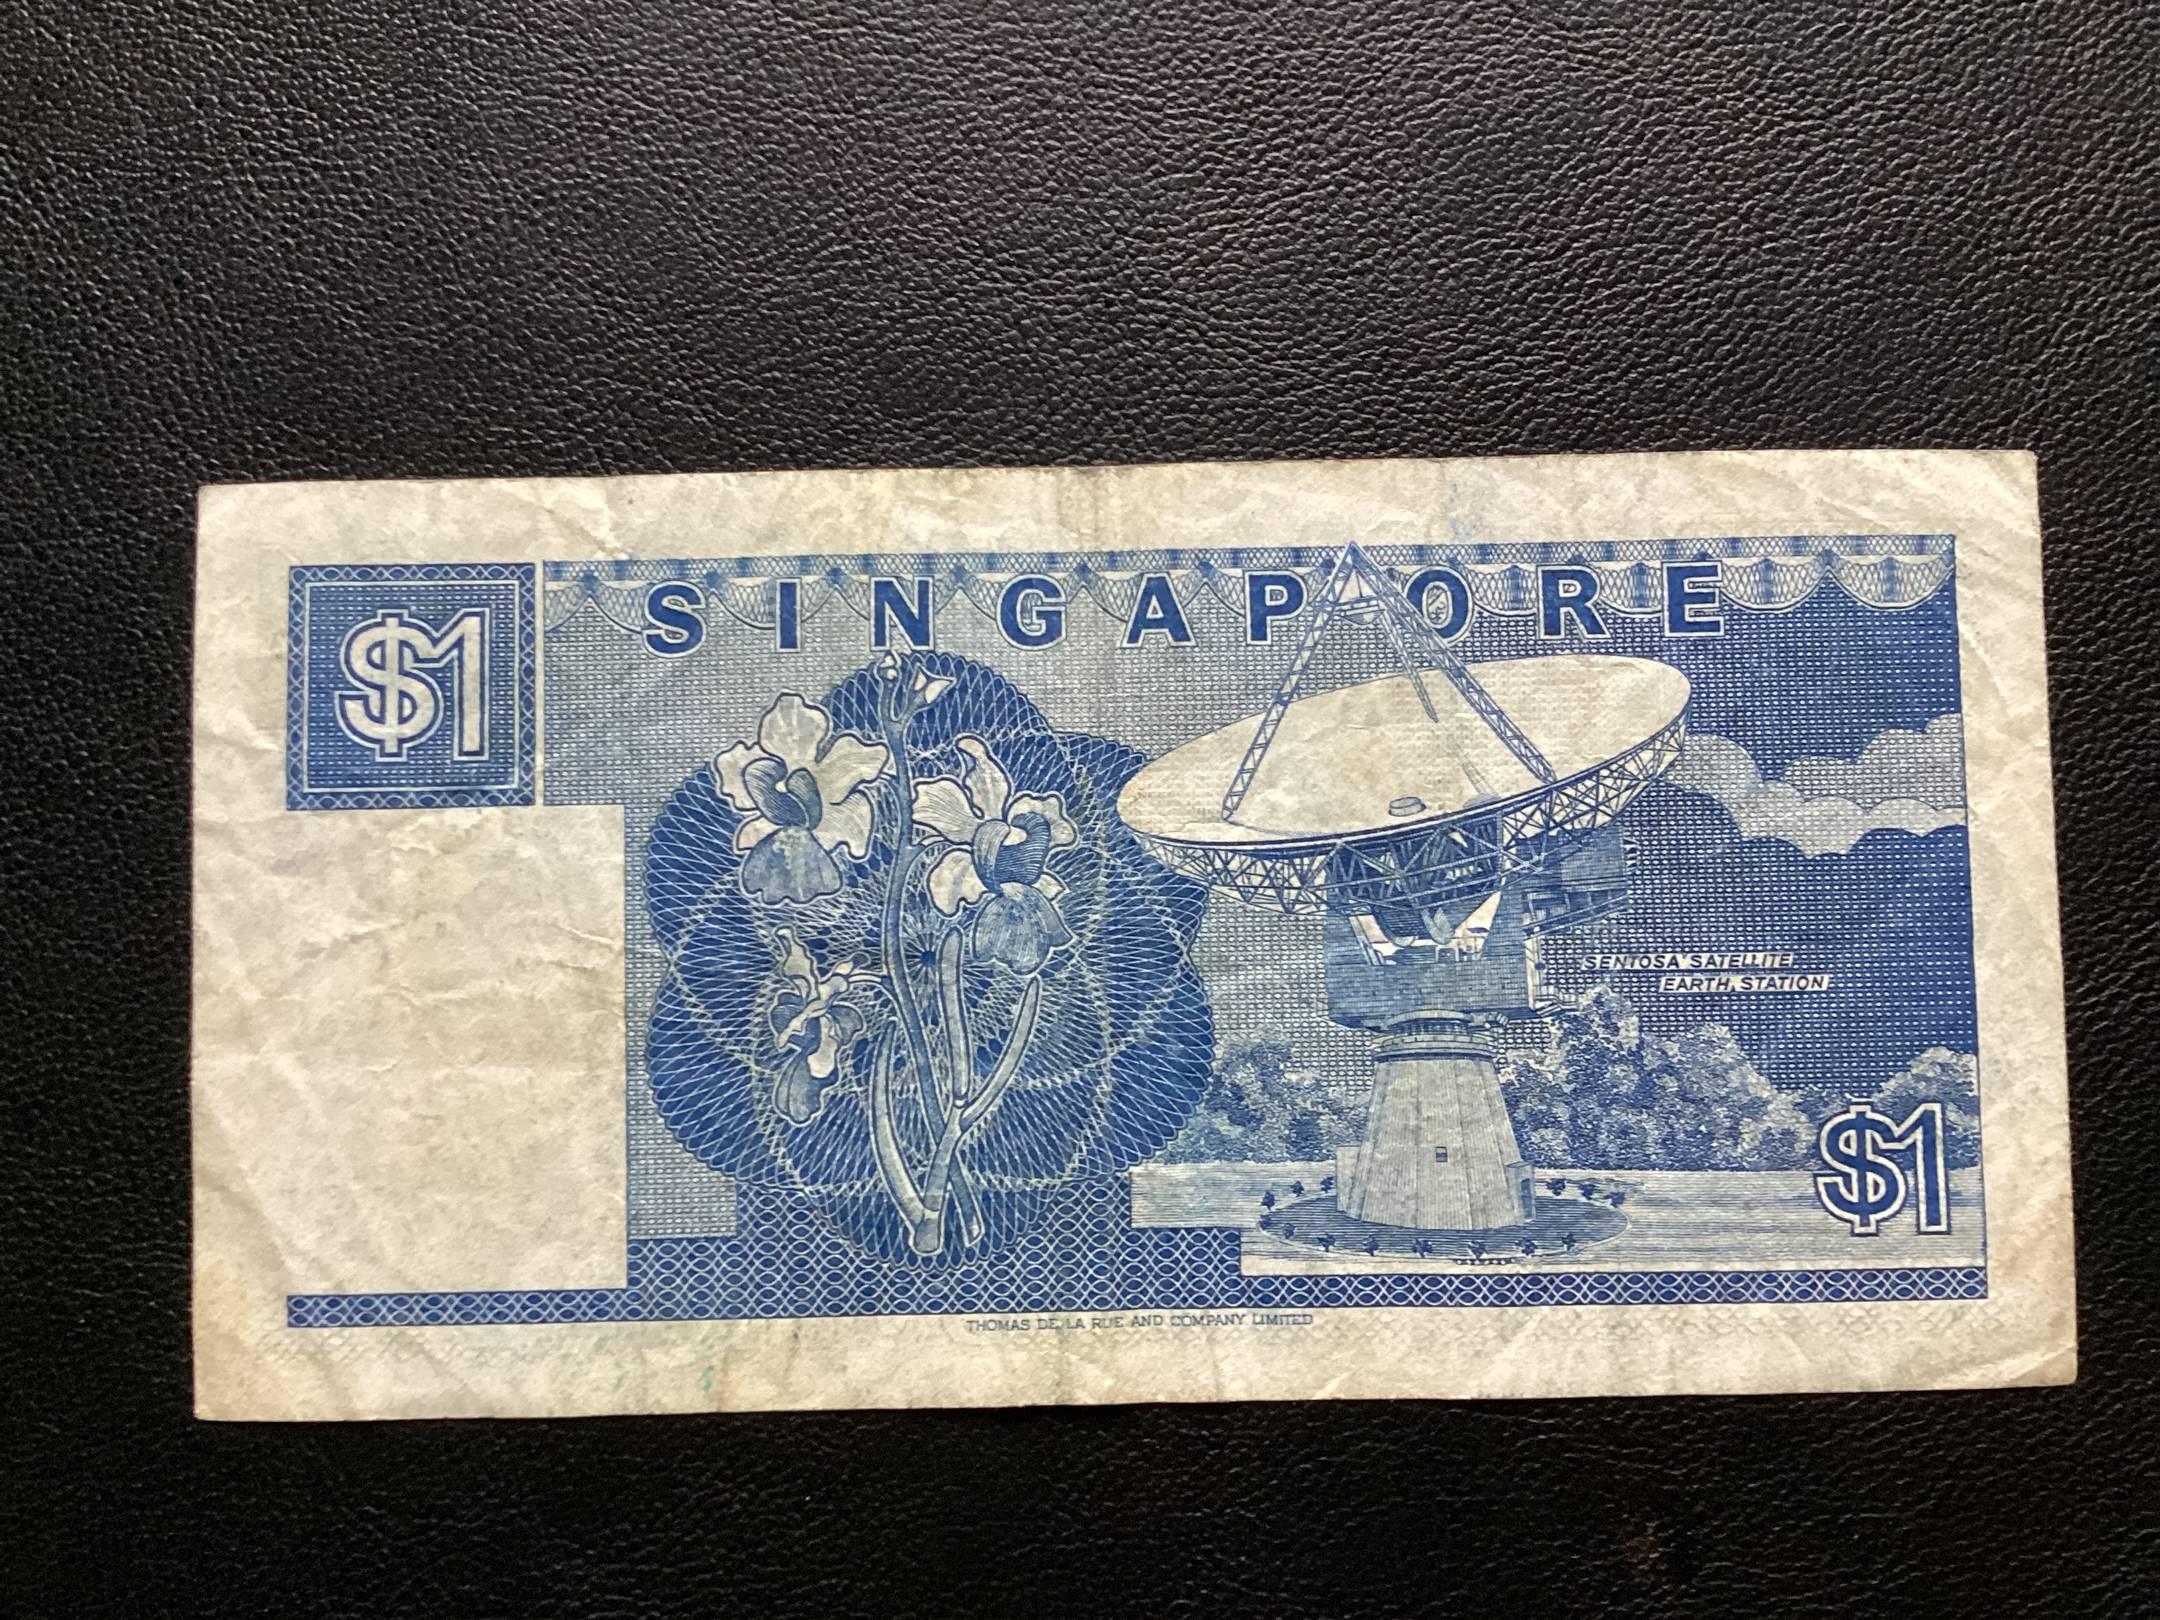 $1
SINGAPORE
SENTOSA SATELLITE
EARTH STATION
$1
THOMAS DE LA RUE AND COMPANY LIMITED